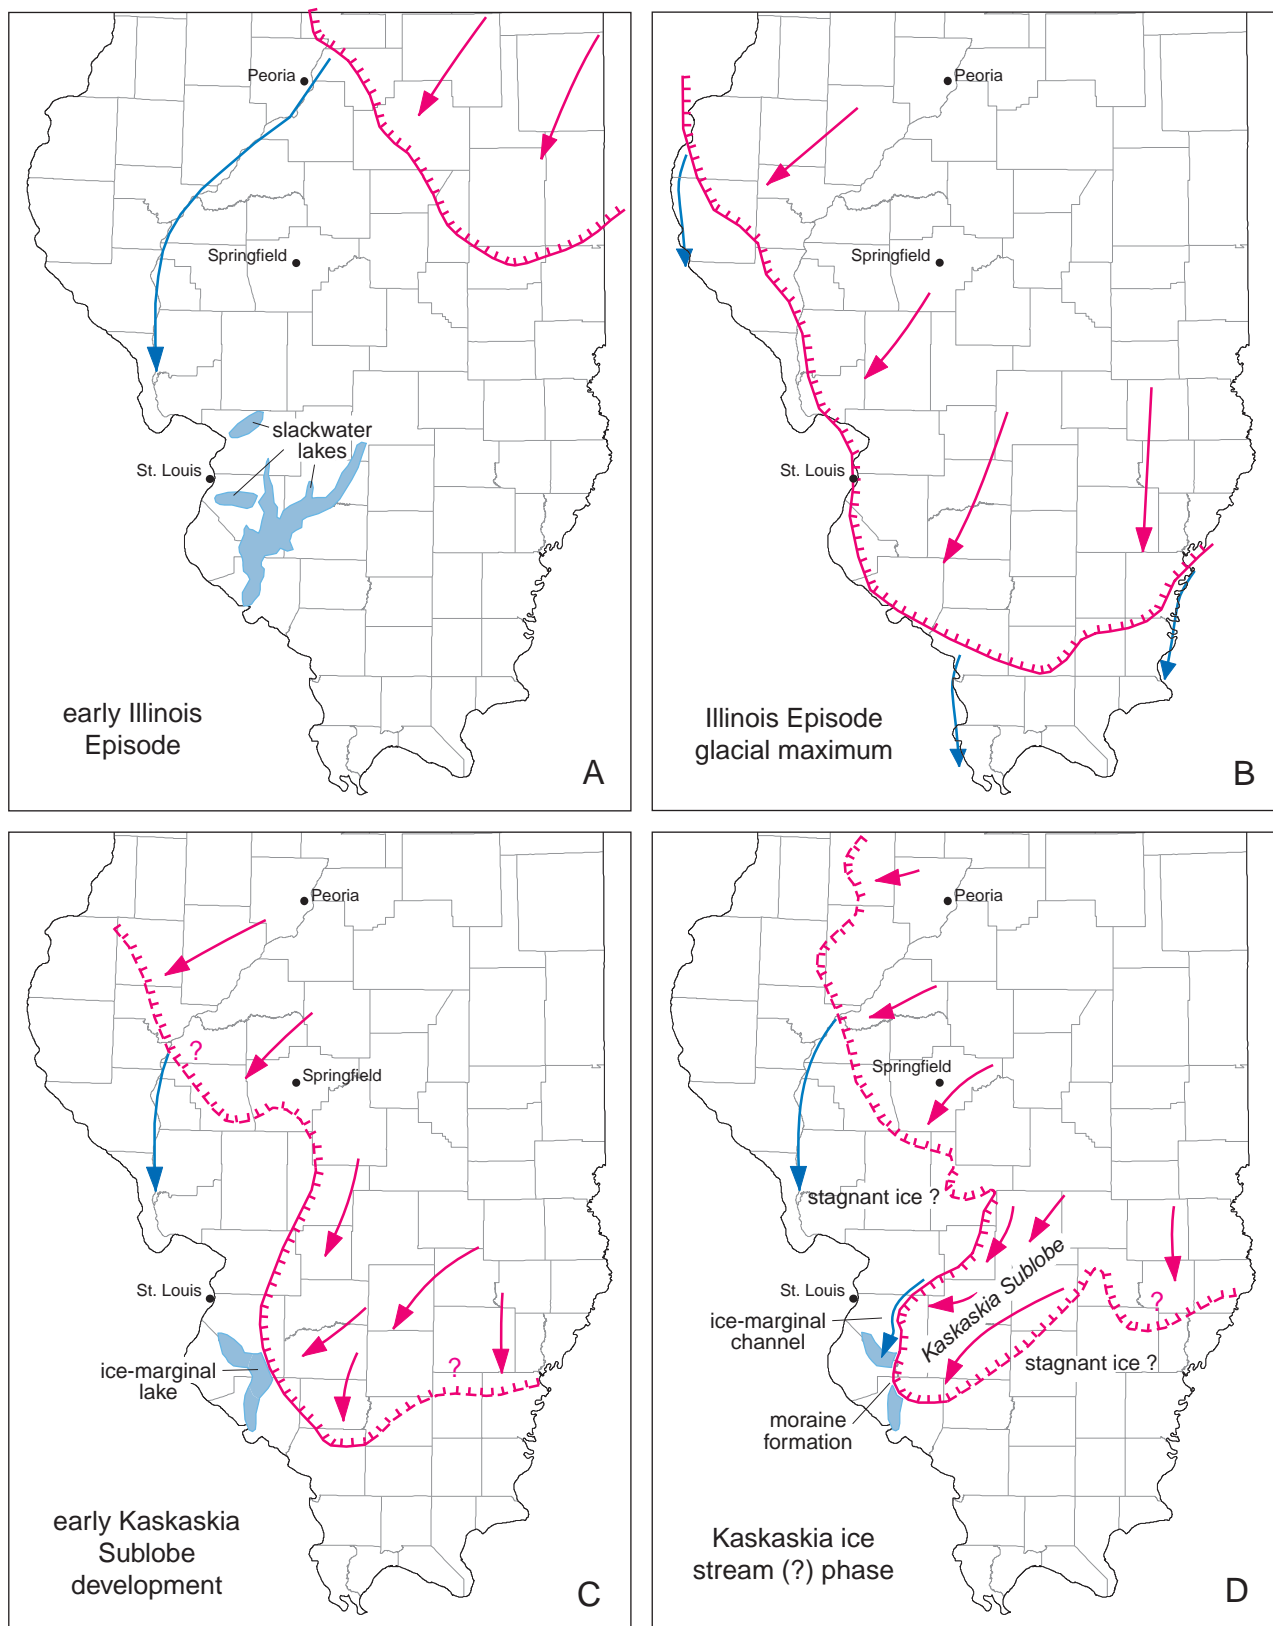 Peoria
Springfield
slackwater
lakes
St. Louis
early Illinois
Episode
A
Peoria
Springfield
St. Louis
Illinois Episode
glacial maximum
B
Peoria
?
Springfield
St. Louis
ice-marginal
lake
?
early Kaskaskia
Sublobe
development
C
Peoria
Springfield
stagnant ice ?
St. Louis
Kaskaskia Sublobe
?
ice-marginal
channel
stagnant ice ?
moraine
formation
Kaskaskia ice
stream (?) phase
D